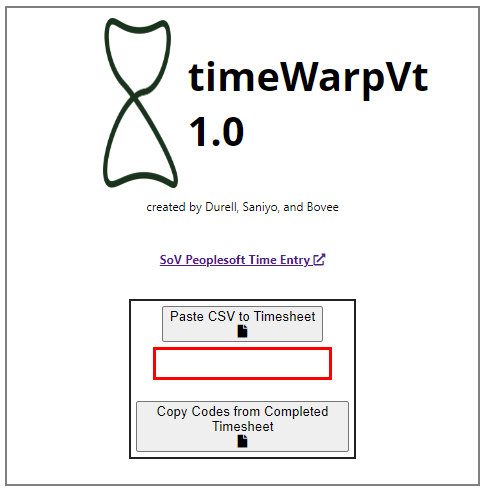 timeWarpVt
1.0
created by Durell, Saniyo, and Bovee
SoV Peoplesoft Time Entry
Paste CSV to Timesheet
Copy Codes from Completed
Timesheet